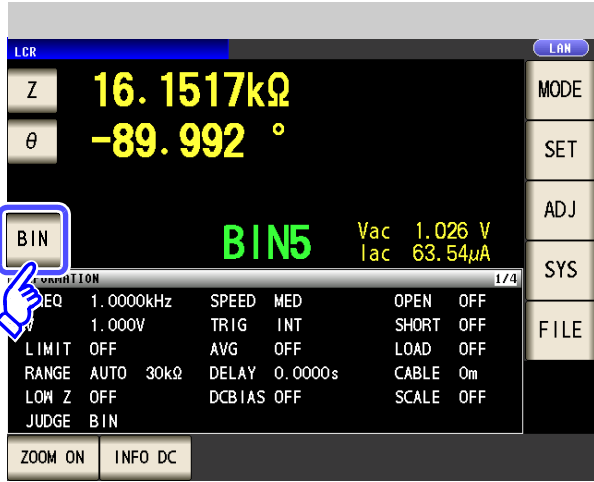 LCR LAN
Z 16.1517kΩ MODE
θ -89.992 ° SET
ADJ
BIN BIN5 Vac 1.026 V
Iac 63.54μA
SYS
INFORMATION 1/4
FREQ 1.0000kHz SPEED MED OPEN OFF
V 1.000V TRIG INT SHORT OFF
FILE
LIMIT OFF AVG OFF LOAD OFF
RANGE AUTO 30kΩ DELAY 0.0000s CABLE 0m
LOW Z OFF DCBIAS OFF SCALE OFF
JUDGE BIN
ZOOM ON INFO DC